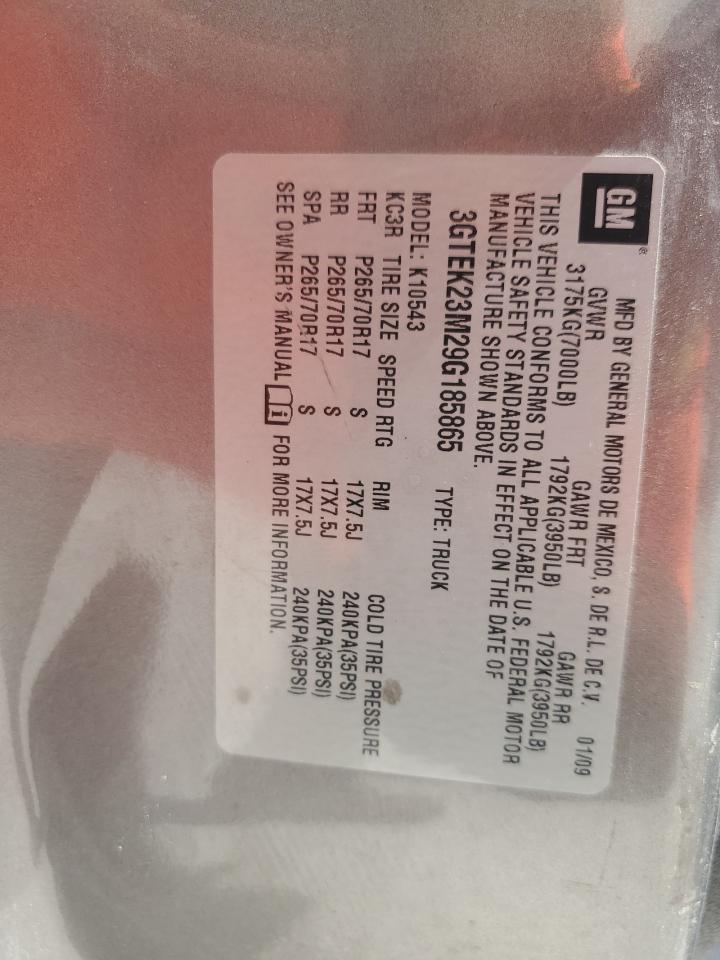 GM®
MFD BY GENERAL MOTORS DE MEXICO, S. DE R.L. DE C.V. 01/09
GVWR GAWR FRT GAWR RR
3175KG(7000LB) 1792KG(3950LB) 1792KG(3950LB)
THIS VEHICLE CONFORMS TO ALL APPLICABLE U.S. FEDERAL MOTOR
VEHICLE SAFETY STANDARDS IN EFFECT ON THE DATE OF
MANUFACTURE SHOWN ABOVE.
3GTEK23M29G185865 TYPE: TRUCK
MODEL: K10543
KC3R TIRE SIZE SPEED RTG RIM COLD TIRE PRESSURE
FRT P265/70R17 S 17X7.5J 240KPA(35PSI)
RR P265/70R17 S 17X7.5J 240KPA(35PSI)
SPA P265/70R17 S 17X7.5J 240KPA(35PSI)
SEE OWNER'S MANUAL FOR MORE INFORMATION.